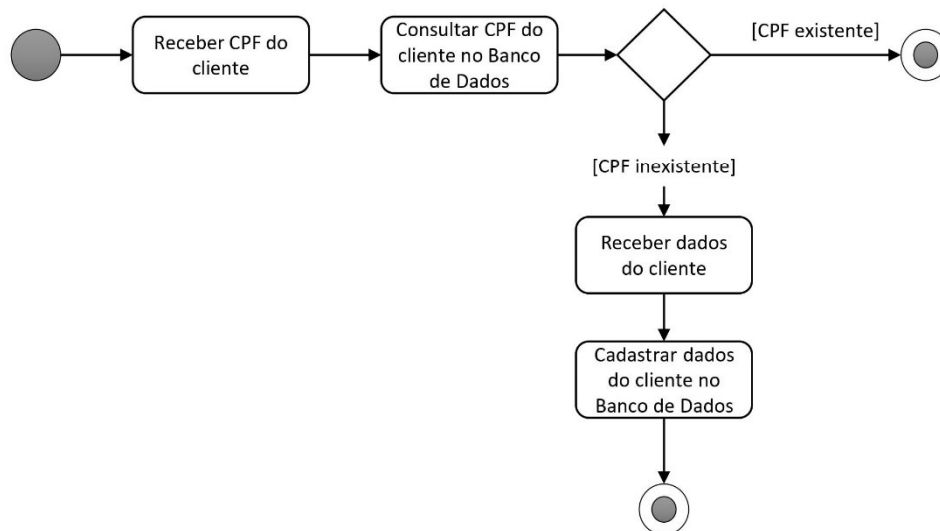 Receber CPF do
cliente
Consultar CPF do
cliente no Banco
de Dados
[CPF existente]
[CPF inexistente]
Receber dados
do cliente
Cadastrar dados
do cliente no
Banco de Dados